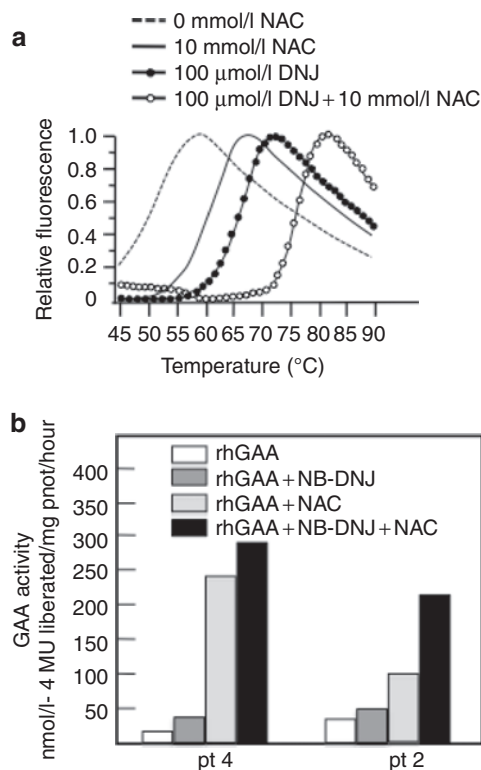 a
0 mmol/l NAC
10 mmol/l NAC
100 μmol/l DNJ
100 μmol/l DNJ+10 mmol/l NAC
Relative fluorescence
1.0
0.8
0.6
0.4
0.2
0
45 50 55 60 65 70 75 80 85 90
Temperature (°C)
b
GAA activity
nmol/l- 4 MU liberated/mg pnot/hour
400
350
300
250
200
150
100
50
rhGAA
rhGAA+NB-DNJ
rhGAA+NAC
rhGAA+NB-DNJ+NAC
pt 4 pt 2